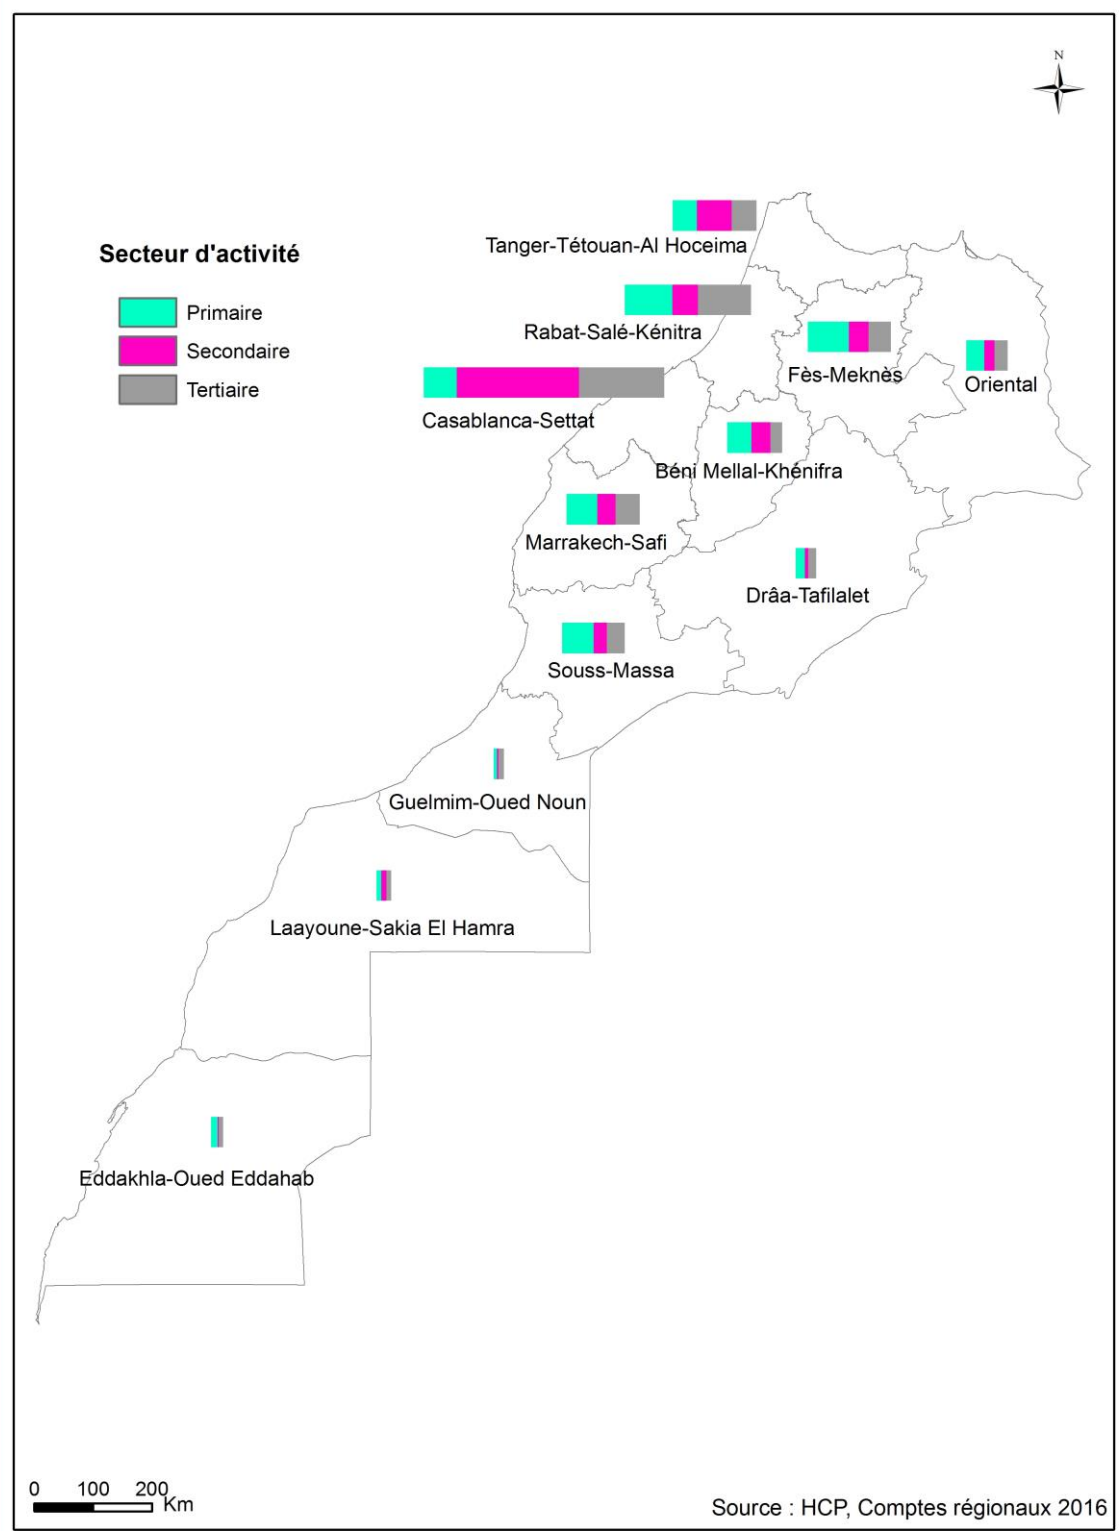 N
Tanger-Tétouan-Al Hoceima
Secteur d'activité
Primaire
Secondaire
Tertiaire
Rabat-Salé-Kénitra
Fès-Meknès
Oriental
Casablanca-Settat
Béni Mellal-Khénifra
Marrakech-Safi
Drâa-Tafilalet
Souss-Massa
Guelmim-Oued Noun
Laayoune-Sakia El Hamra
Eddakhla-Oued Eddahab
0 100 200
Km
Source : HCP, Comptes régionaux 2016